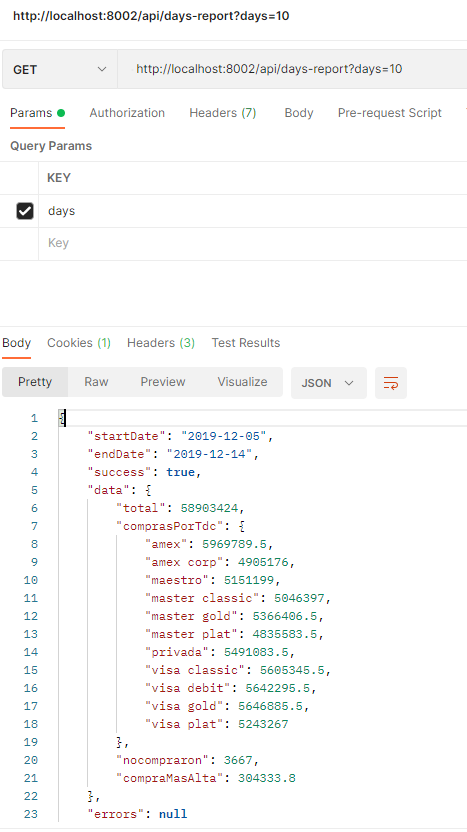 http://localhost:8002/api/days-report?days=10
GET http://localhost:8002/api/days-report?days=10
Params Authorization Headers (7) Body Pre-request Script
Query Params
KEY
days
Key
Body Cookies (1) Headers (3) Test Results
Pretty Raw Preview Visualize JSON
1 {
2 "startDate": "2019-12-05",
3 "endDate": "2019-12-14",
4 "success": true,
5 "data": {
6 "total": 58903424,
7 "comprasPorTdc": {
8 "amex": 5969789.5,
9 "amex corp": 4905176,
10 "maestro": 5151199,
11 "master classic": 5046397,
12 "master gold": 5366406.5,
13 "master plat": 4835583.5,
14 "privada": 5491083.5,
15 "visa classic": 5605345.5,
16 "visa debit": 5642295.5,
17 "visa gold": 5646885.5,
18 "visa plat": 5243267
19 },
20 "nocompraron": 3667,
21 "compraMasAlta": 304333.8
22 },
23 "errors": null